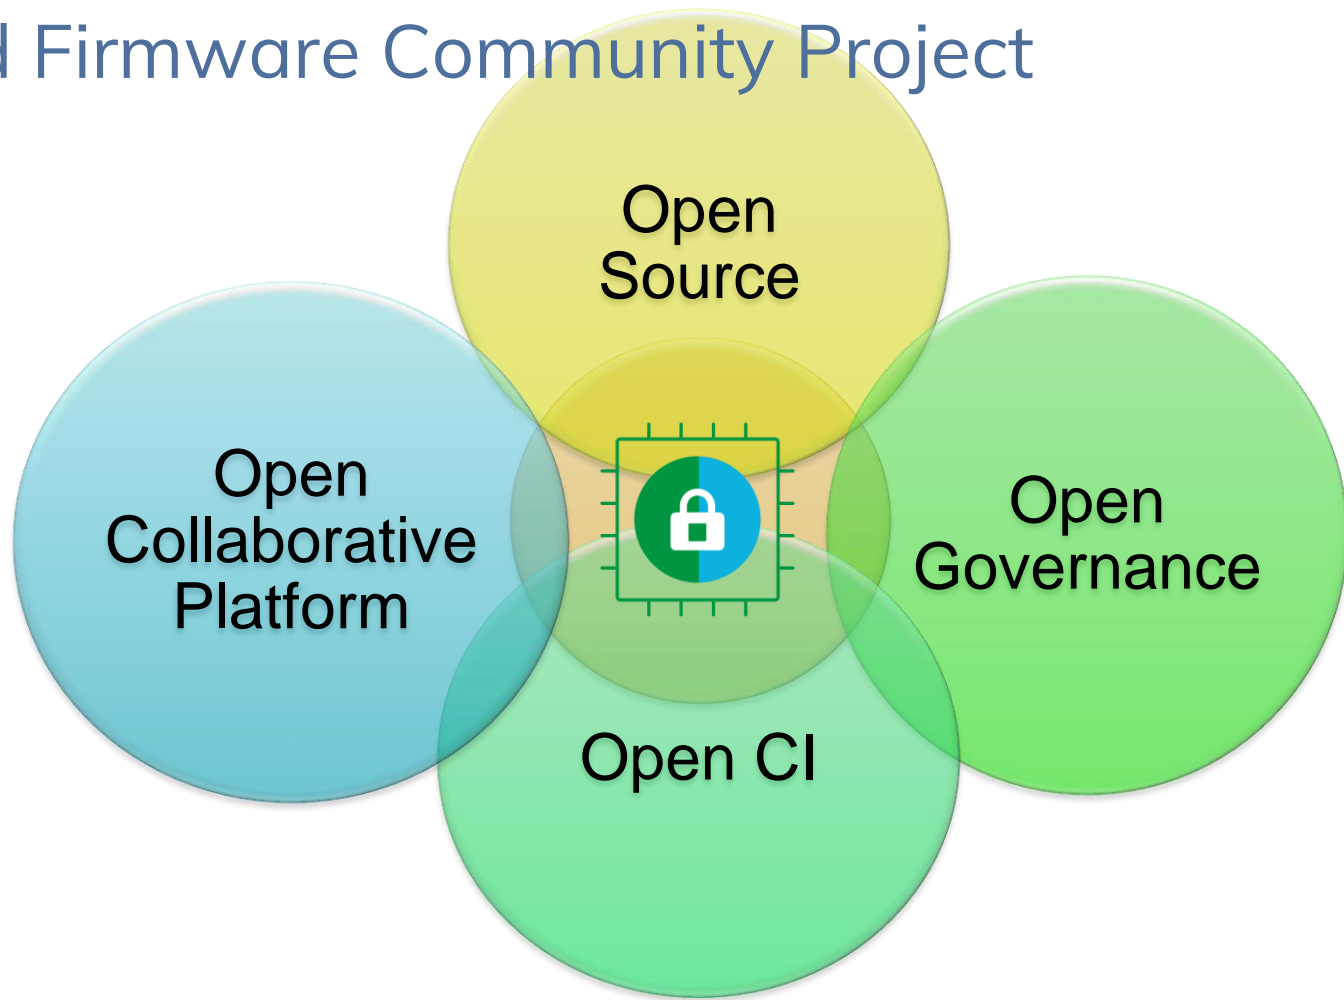 d Firmware Community Project
Open
Source
Open
Collaborative
Platform
Open
Governance
Open CI